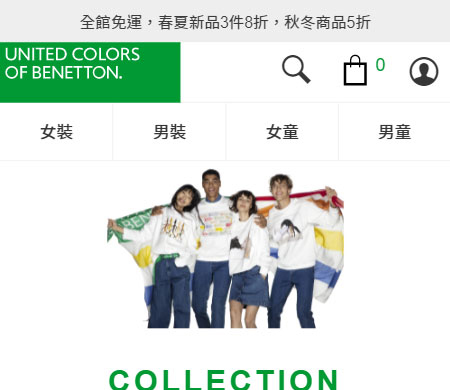 全館免運，春夏新品3件8折，秋冬商品5折
UNITED COLORS
OF BENETTON.
0
女裝 男裝 女童 男童
COLLECTION